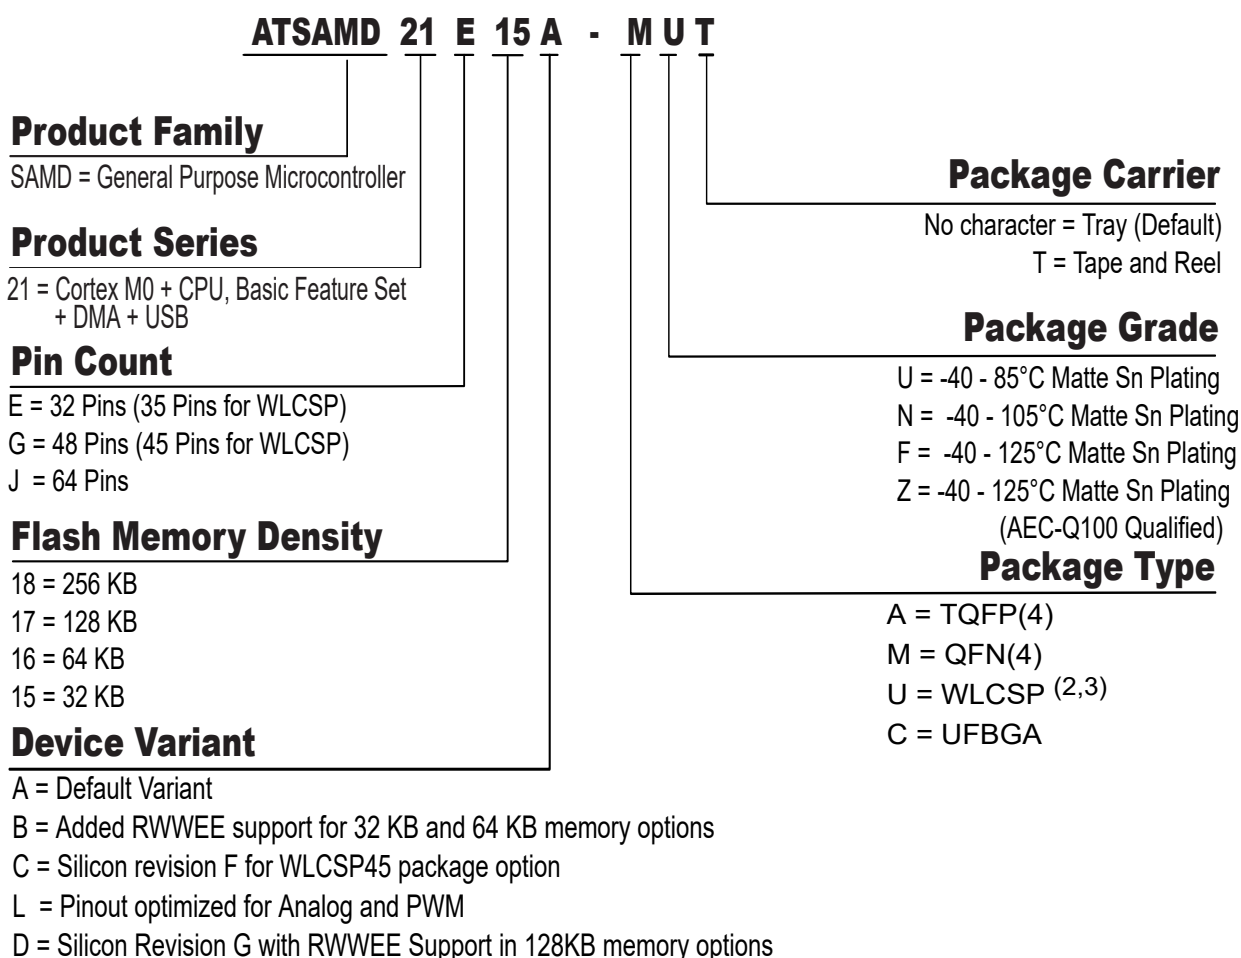 ATSAMD 21 E 15 A - M U T
Product Family
SAMD = General Purpose Microcontroller
Product Series
21 = Cortex M0 + CPU, Basic Feature Set
+ DMA + USB
Pin Count
E = 32 Pins (35 Pins for WLCSP)
G = 48 Pins (45 Pins for WLCSP)
J = 64 Pins
Flash Memory Density
18 = 256 KB
17 = 128 KB
16 = 64 KB
15 = 32 KB
Device Variant
A = Default Variant
B = Added RWWEE support for 32 KB and 64 KB memory options
C = Silicon revision F for WLCSP45 package option
L = Pinout optimized for Analog and PWM
D = Silicon Revision G with RWWEE Support in 128KB memory options
Package Carrier
No character = Tray (Default)
T = Tape and Reel
Package Grade
U = -40 - 85°C Matte Sn Plating
N = -40 - 105°C Matte Sn Plating
F = -40 - 125°C Matte Sn Plating
Z = -40 - 125°C Matte Sn Plating
(AEC-Q100 Qualified)
Package Type
A = TQFP(4)
M = QFN(4)
U = WLCSP (2,3)
C = UFBGA